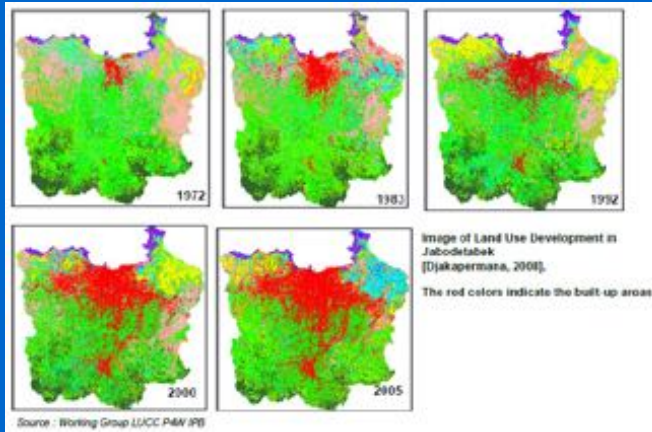 1972
1983
1992
Image of Land Use Development in
Jabodetabek
[Djakapermana, 2008],
The red colors indicate the built-up areas
2000
2005
Source : Working Group LUCC P4W IPB